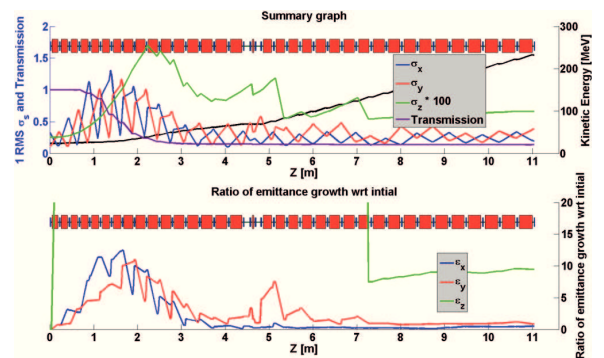 Summary graph
1 RMS σs and Transmission
2
1.5
1
0.5
0
300
250
200
150
100
50
0
Kinetic Energy [MeV]
σx
σy
σz * 100
Transmission
0 1 2 3 4 5 6 7 8 9 10 11
Z [m]
Ratio of emittance growth wrt intial
20
15
10
5
0
Ratio of emittance growth wrt intial
εx
εy
εz
0 1 2 3 4 5 6 7 8 9 10 11
Z [m]